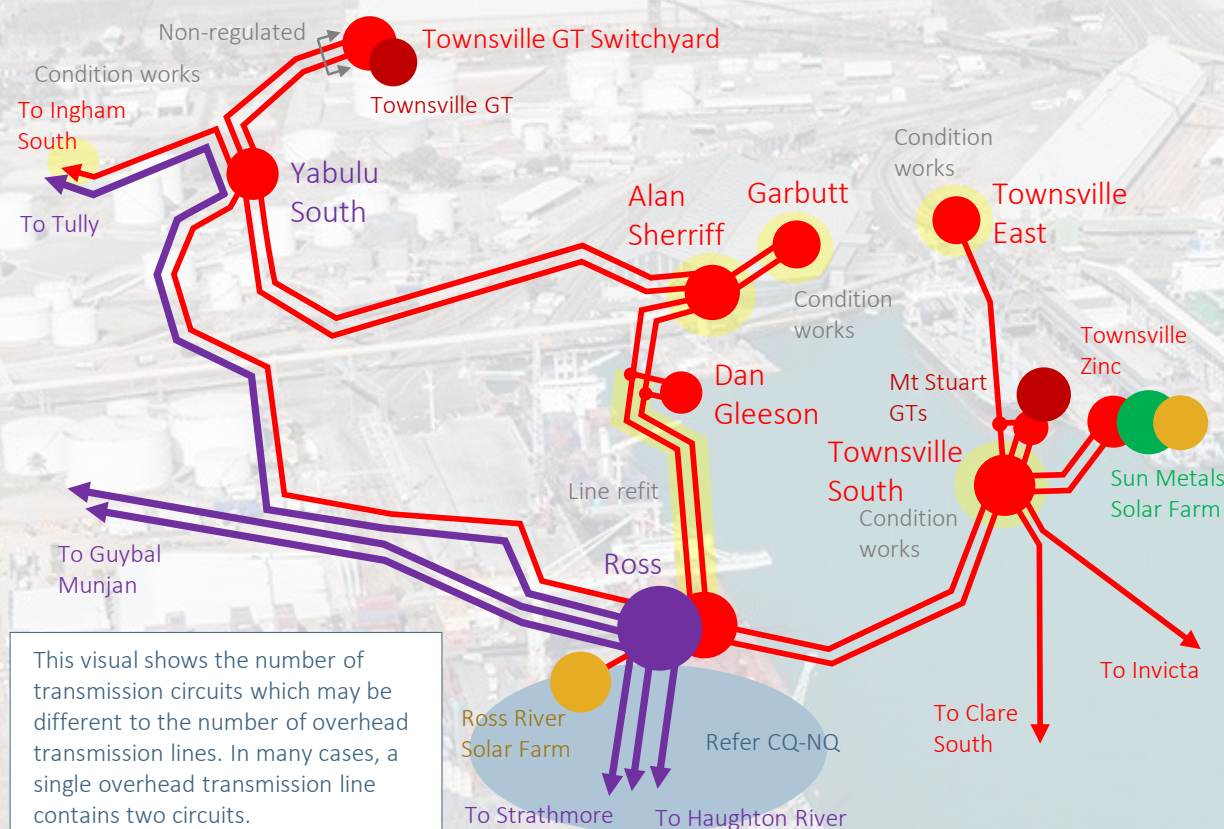 Non-regulated
Townsville GT Switchyard
Condition works
Townsville GT
To Ingham
South
Yabulu
South
To Tully
Alan
Sherriff
Garbutt
Condition
works
Townsville
East
Condition
works
Townsville
Zinc
Mt Stuart
GTs
Dan
Gleeson
Townsville
South
Sun Metals
Solar Farm
Line refit
Condition
works
To Guybal
Munjan
Ross
To Invicta
To Clare
South
Ross River
Solar Farm
Refer CQ-NQ
To Strathmore
To Haughton River
This visual shows the number of
transmission circuits which may be
different to the number of overhead
transmission lines. In many cases, a
single overhead transmission line
contains two circuits.